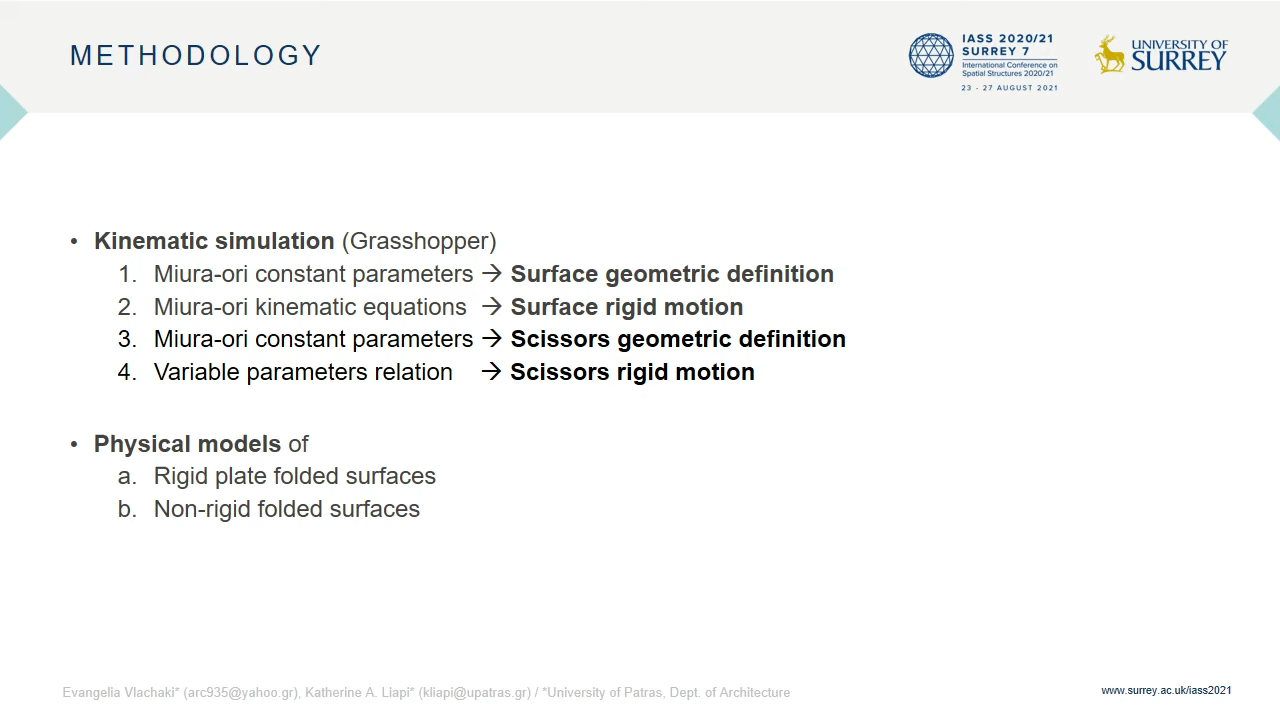 METHODOLOGY
IASS 2020/21
SURREY 7
International Conference on
Spatial Structures 2020/21
23 - 27 AUGUST 2021
UNIVERSITY OF
SURREY
• Kinematic simulation (Grasshopper)
1. Miura-ori constant parameters → Surface geometric definition
2. Miura-ori kinematic equations → Surface rigid motion
3. Miura-ori constant parameters → Scissors geometric definition
4. Variable parameters relation → Scissors rigid motion
• Physical models of
a. Rigid plate folded surfaces
b. Non-rigid folded surfaces
Evangelia Vlachaki* (arc935@yahoo.gr), Katherine A. Liapi* (kliapi@upatras.gr) / *University of Patras, Dept. of Architecture
www.surrey.ac.uk/iass2021